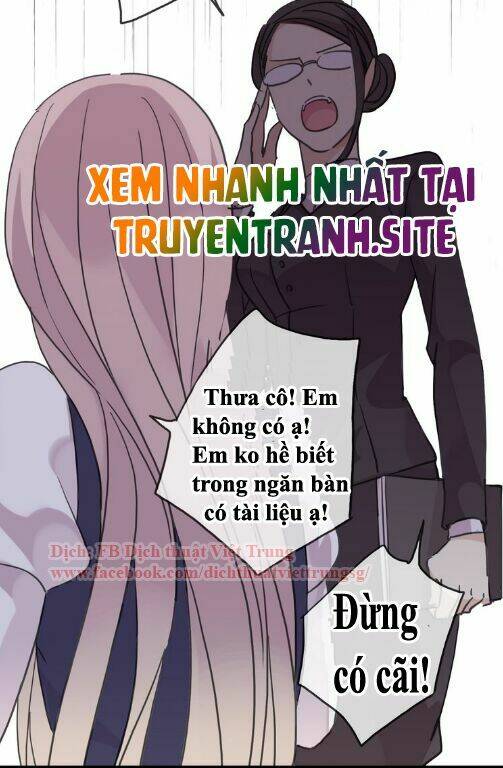 XEM NHANH NHẤT TẠI
TRUYENTRANH.SITE
Thưa cô! Em
không có ạ!
Em ko hề biết
trong ngăn bàn
có tài liệu ạ!
Dịch: FB Dịch thuật Việt Trung
www.facebook.com/dichthuatviettrungsg/
Đừng
có cãi!